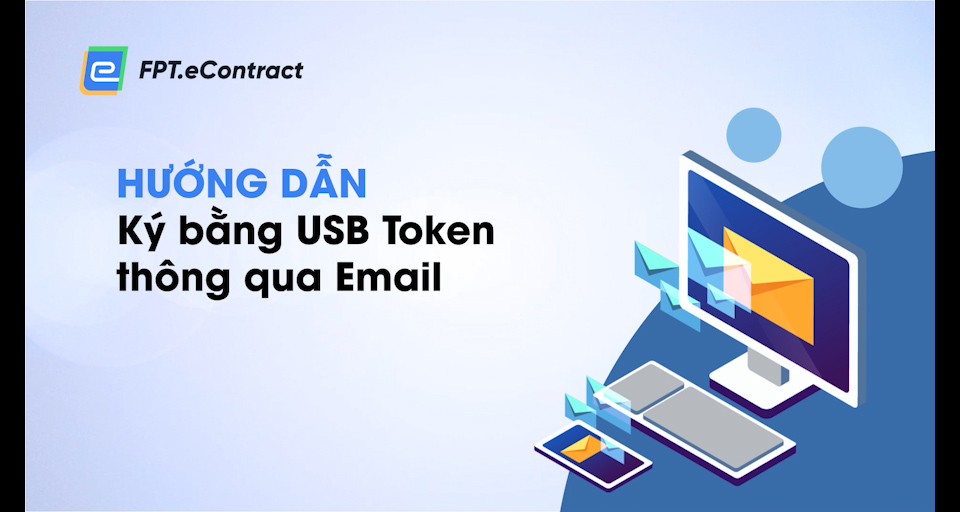 FPT.eContract
HƯỚNG DẪN
Ký bằng USB Token
thông qua Email